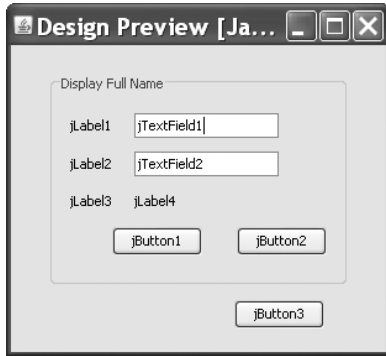 Design Preview [Ja...
Display Full Name
jLabel1 jTextField1
jLabel2 jTextField2
jLabel3 jLabel4
jButton1 jButton2
jButton3